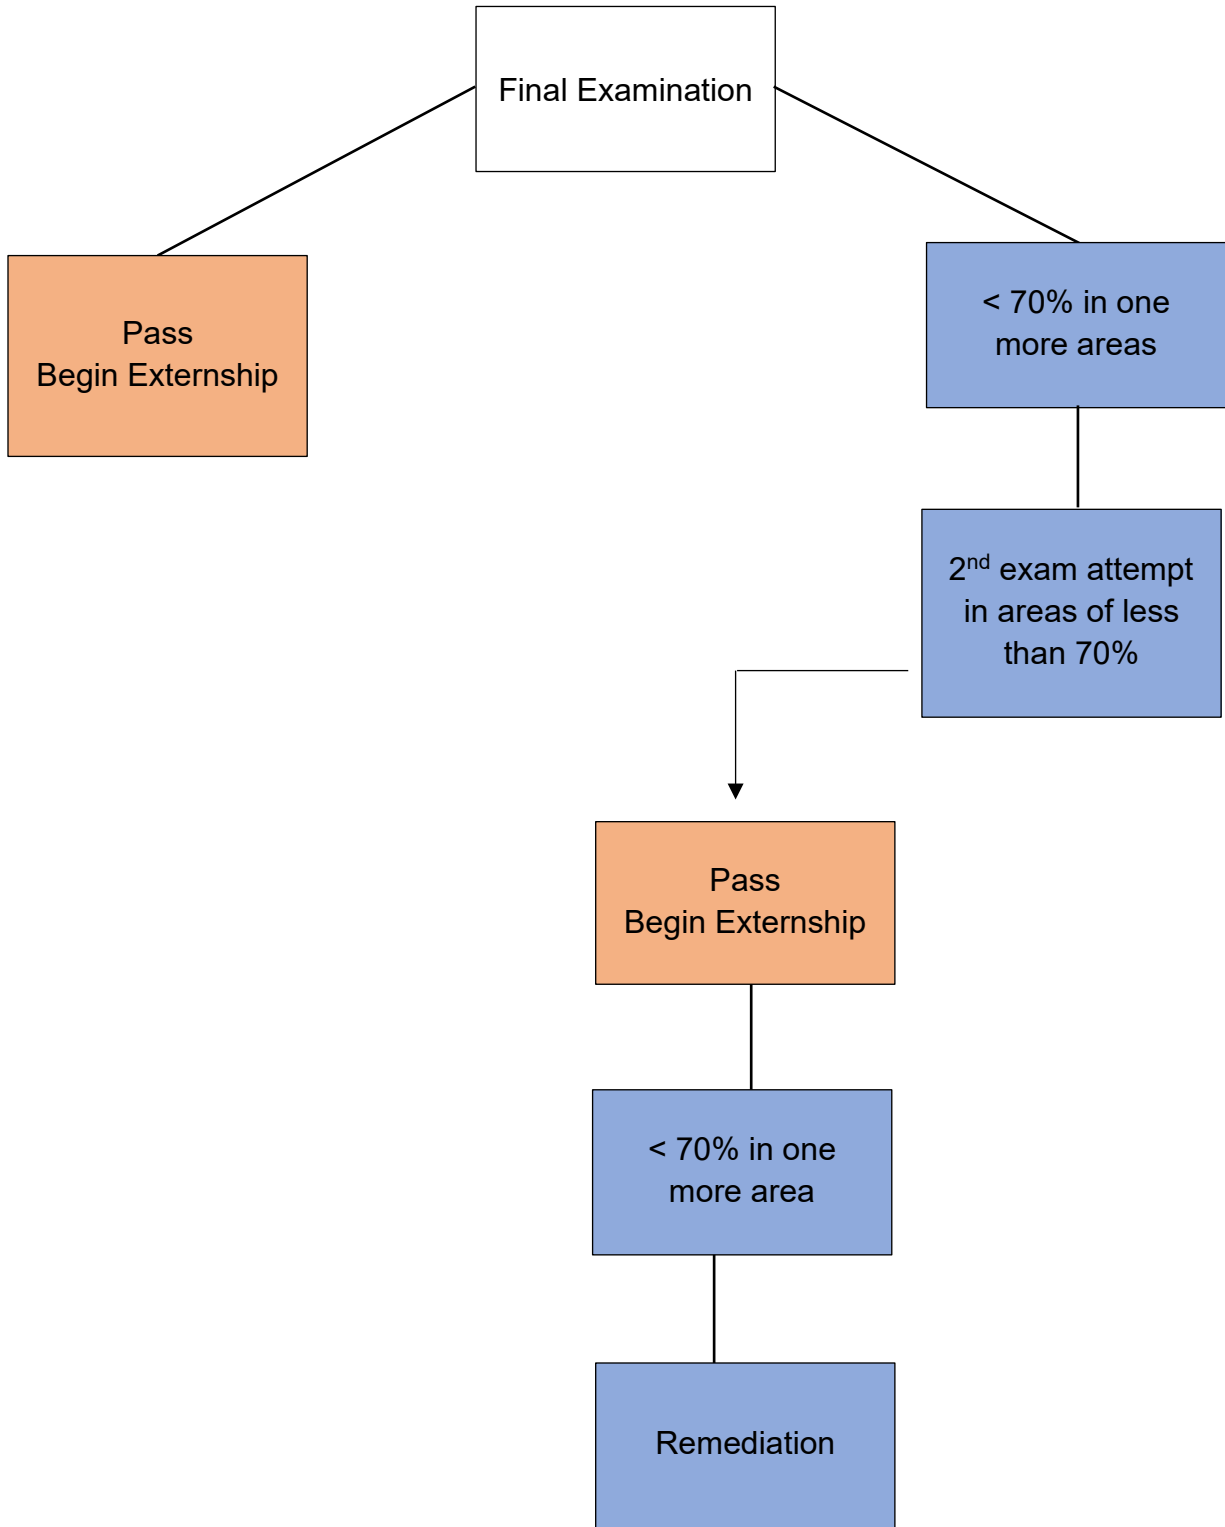 Final Examination
Pass
Begin Externship
< 70% in one
more areas
2nd exam attempt
in areas of less
than 70%
Pass
Begin Externship
< 70% in one
more area
Remediation